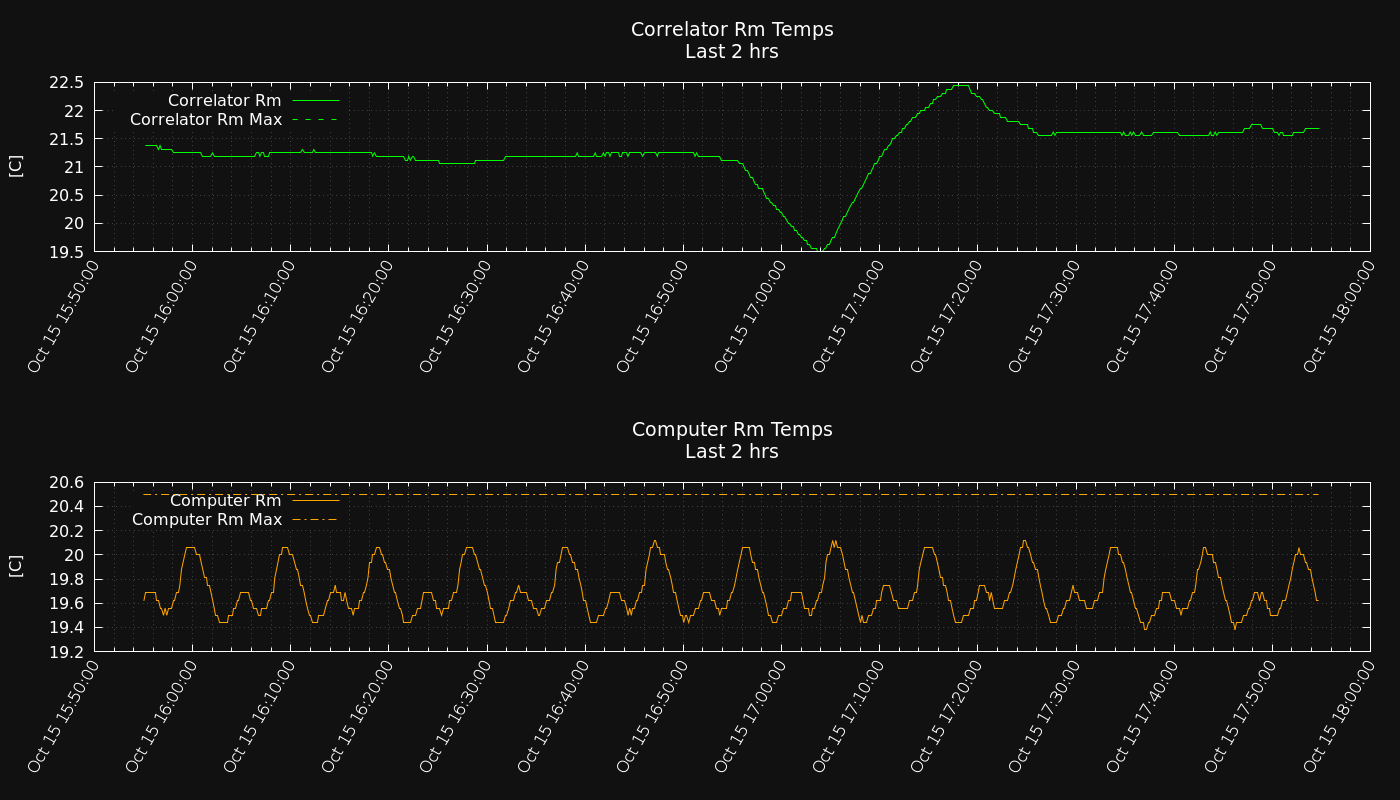 Correlator Rm Temps
Last 2 hrs
22.5
22
21.5
21
20.5
20
19.5
[C]
Correlator Rm
Correlator Rm Max
Oct 15 15:50:00
Oct 15 16:00:00
Oct 15 16:10:00
Oct 15 16:20:00
Oct 15 16:30:00
Oct 15 16:40:00
Oct 15 16:50:00
Oct 15 17:00:00
Oct 15 17:10:00
Oct 15 17:20:00
Oct 15 17:30:00
Oct 15 17:40:00
Oct 15 17:50:00
Oct 15 18:00:00
Computer Rm Temps
Last 2 hrs
20.6
20.4
20.2
20
19.8
19.6
19.4
19.2
[C]
Computer Rm
Computer Rm Max
Oct 15 15:50:00
Oct 15 16:00:00
Oct 15 16:10:00
Oct 15 16:20:00
Oct 15 16:30:00
Oct 15 16:40:00
Oct 15 16:50:00
Oct 15 17:00:00
Oct 15 17:10:00
Oct 15 17:20:00
Oct 15 17:30:00
Oct 15 17:40:00
Oct 15 17:50:00
Oct 15 18:00:00